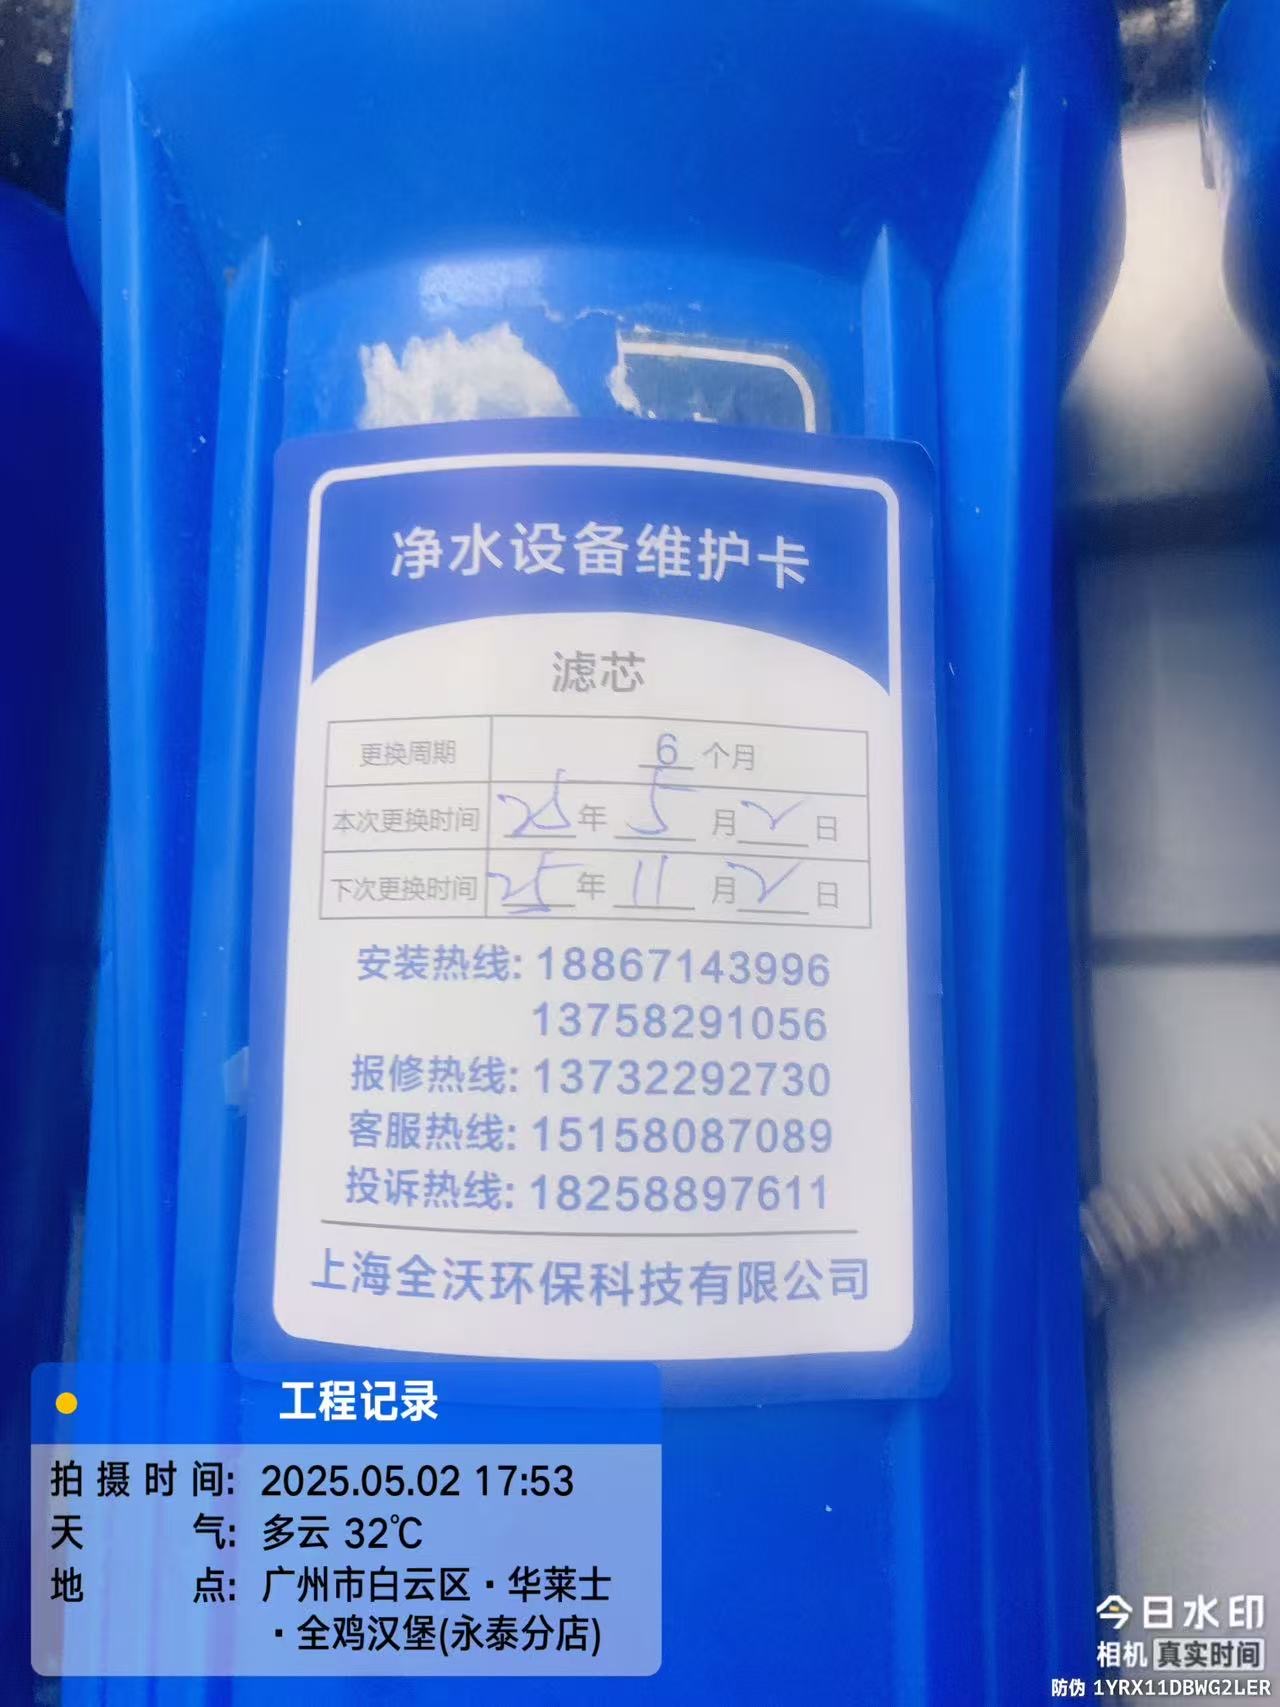 净水设备维护卡
滤芯
更换周期 6 个月
本次更换时间 25 年 5 月 2 日
下次更换时间 25 年 11 月 2 日
安装热线: 18867143996
13758291056
报修热线: 13732292730
客服热线: 15158087089
投诉热线: 18258897611
上海全沃环保科技有限公司
工程记录
拍摄时间: 2025.05.02 17:53
天气: 多云 32℃
地点: 广州市白云区·华莱士
·全鸡汉堡(永泰分店)
今日水印
相机 真实时间
防伪 1YRX11DBWG2LER